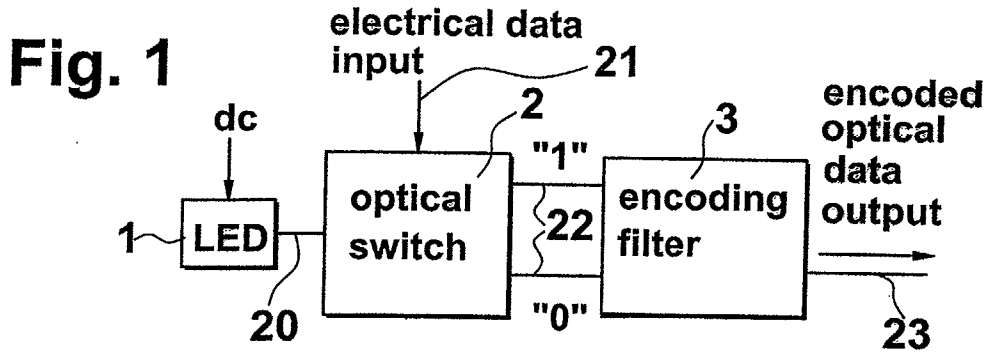 Fig. 1
electrical data
input
21
dc
2
3
encoded
optical
data
output
"1"
1
LED
optical
switch
22
encoding
filter
20
"0"
23